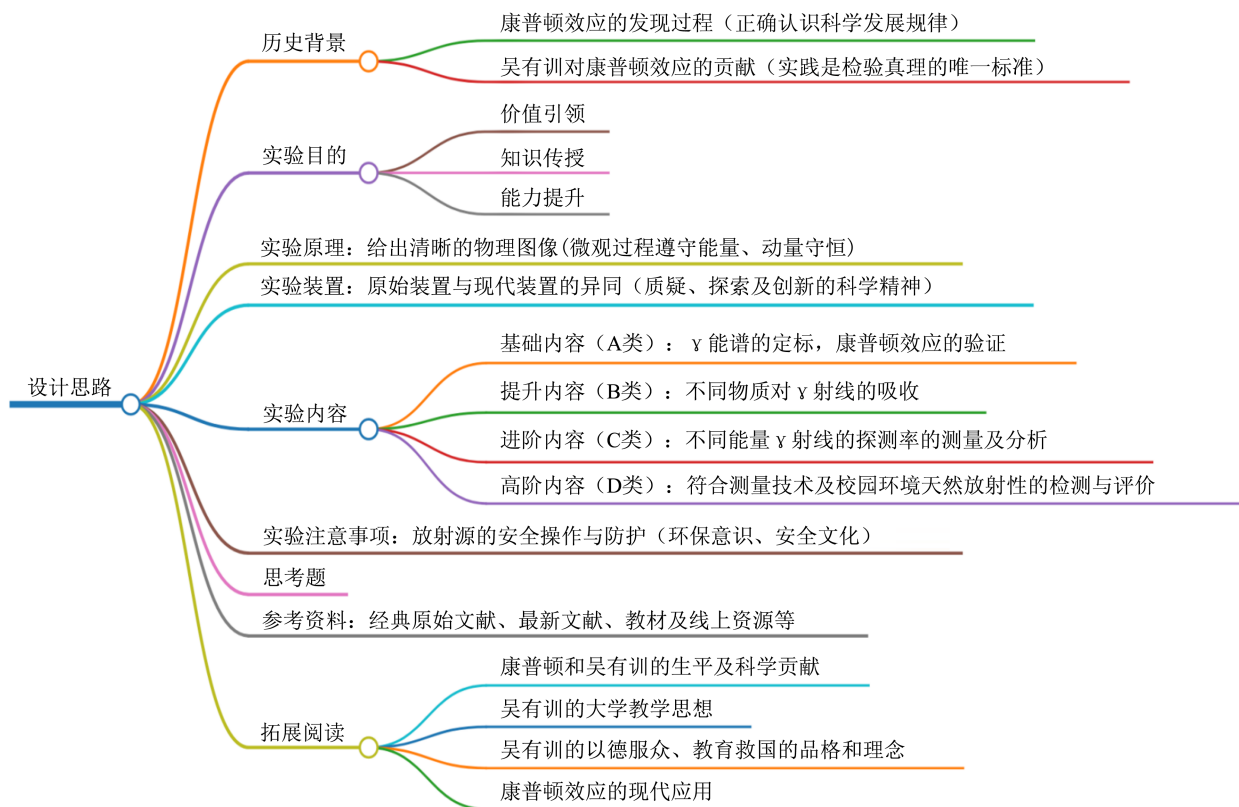 设计思路
历史背景
康普顿效应的发现过程（正确认识科学发展规律）
吴有训对康普顿效应的贡献（实践是检验真理的唯一标准）
实验目的
价值引领
知识传授
能力提升
实验原理：给出清晰的物理图像(微观过程遵守能量、动量守恒)
实验装置：原始装置与现代装置的异同（质疑、探索及创新的科学精神）
实验内容
基础内容（A类）：γ能谱的定标，康普顿效应的验证
提升内容（B类）：不同物质对γ射线的吸收
进阶内容（C类）：不同能量γ射线的探测率的测量及分析
高阶内容（D类）：符合测量技术及校园环境天然放射性的检测与评价
实验注意事项：放射源的安全操作与防护（环保意识、安全文化）
思考题
参考资料：经典原始文献、最新文献、教材及线上资源等
拓展阅读
康普顿和吴有训的生平及科学贡献
吴有训的大学教学思想
吴有训的以德服众、教育救国的品格和理念
康普顿效应的现代应用